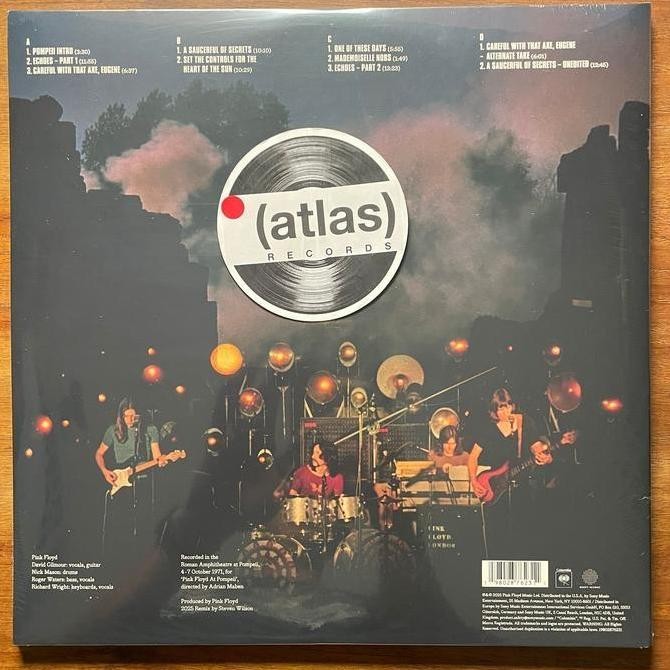 A
1. POMPEII INTRO (3:30)
2. ECHOES – PART 1 (11:55)
3. CAREFUL WITH THAT AXE, EUGENE (6:37)
B
1. A SAUCERFUL OF SECRETS (10:10)
2. SET THE CONTROLS FOR THE
HEART OF THE SUN (10:29)
C
1. ONE OF THESE DAYS (5:55)
2. MADEMOISELLE NOBS (1:49)
3. ECHOES – PART 2 (13:23)
D
1. CAREFUL WITH THAT AXE, EUGENE
– ALTERNATE TAKE (6:01)
2. A SAUCERFUL OF SECRETS – UNEDITED (12:45)
(atlas)
RECORDS
PINK
FLOYD
LONDON
Pink Floyd
David Gilmour: vocals, guitar
Nick Mason: drums
Roger Waters: bass, vocals
Richard Wright: keyboards, vocals
Recorded in the
Roman Amphitheatre at Pompeii,
4 -7 October 1971, for
'Pink Floyd At Pompeii',
directed by Adrian Maben
Produced by Pink Floyd
2025 Remix by Steven Wilson